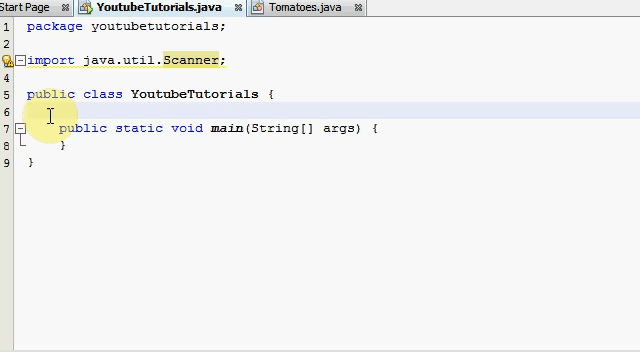 Start Page YoutubeTutorials.java Tomatoes.java
1 package youtubetutorials;
2
3 import java.util.Scanner;
4
5 public class YoutubeTutorials {
6
7 public static void main(String[] args) {
8 }
9 }